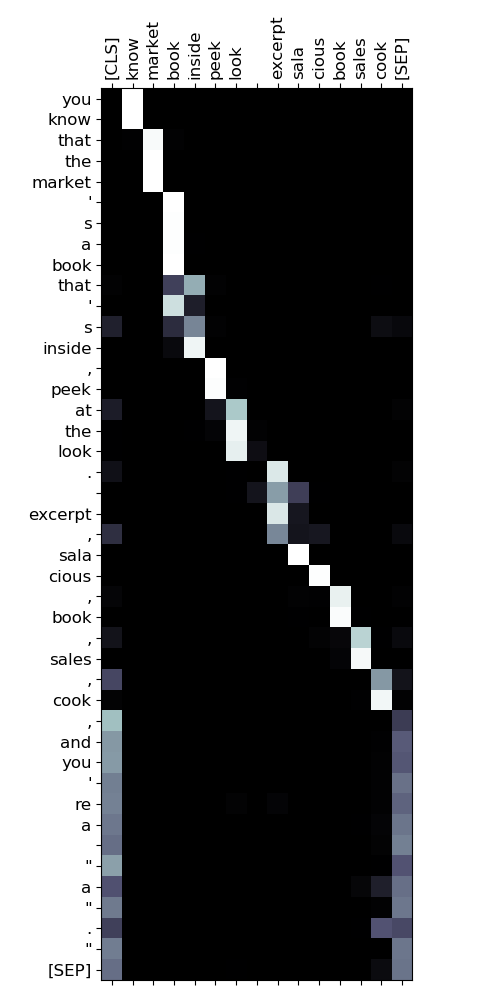 [CLS]
know
market
book
inside
peek
look
excerpt
sala
cious
book
sales
cook
[SEP]
you
know
that
the
market
'
s
a
book
that
'
s
inside
,
peek
at
the
look
.
excerpt
,
sala
cious
,
book
,
sales
,
cook
,
and
you
'
re
a
"
a
"
.
"
[SEP]